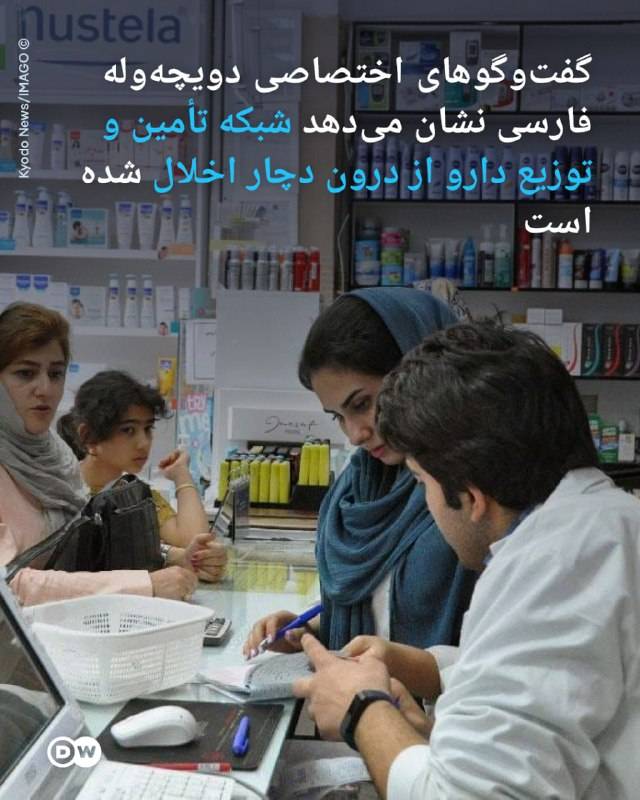 nustela
© Kyodo News/IMAGO
گفت‌وگوهای اختصاصی دویچه‌وله
فارسی نشان می‌دهد شبکه تأمین و
توزیع دارو از درون دچار اخلال شده
است
DW